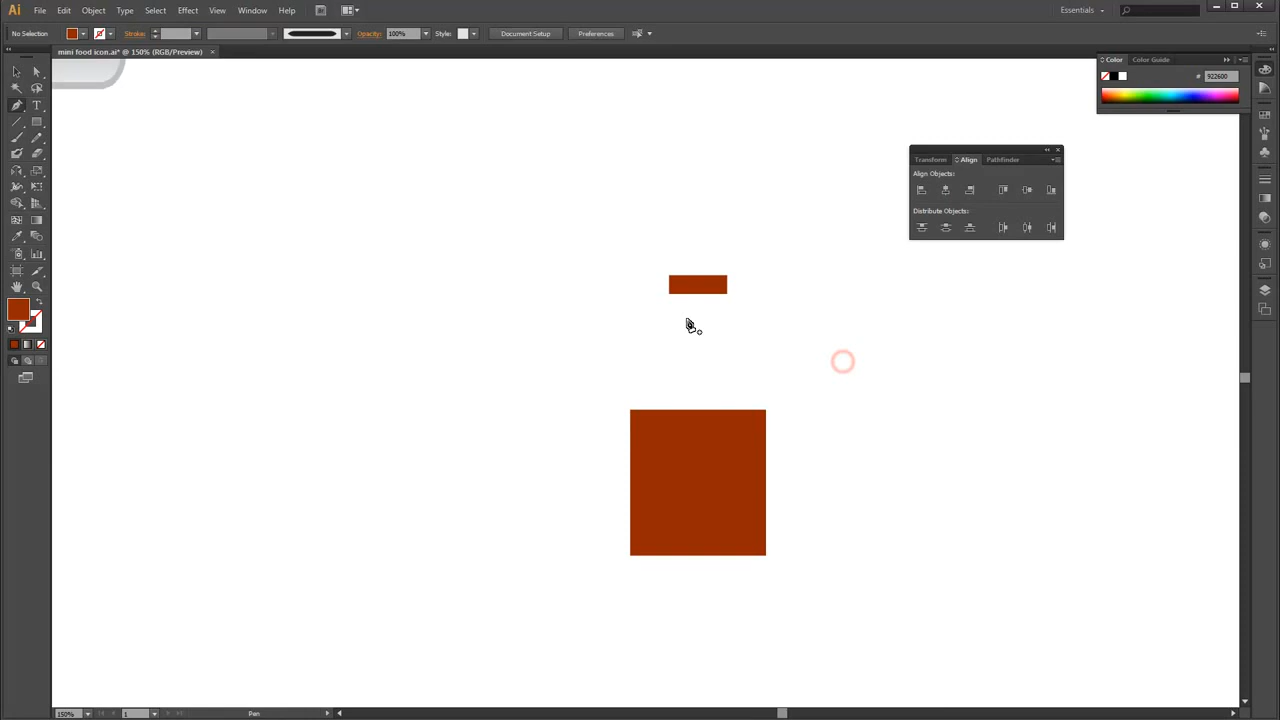 Ai File Edit Object Type Select Effect View Window Help Br Essentials
No Selection Stroke: Opacity: 100% Style: Document Setup Preferences
mini food icon.ai* @ 150% (RGB/Preview) ×
Color Color Guide
# 922600
Transform Align Pathfinder
Align Objects:
Distribute Objects:
T
150% 1 Pen